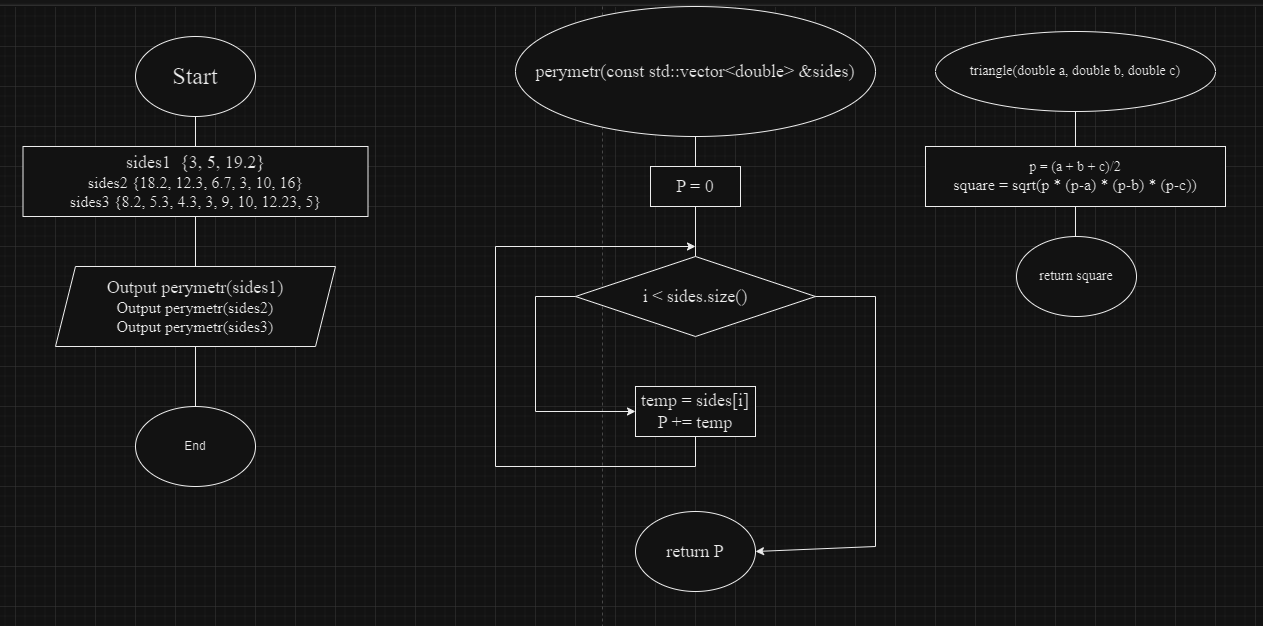 Start
sides1 {3, 5, 19.2}
sides2 {18.2, 12.3, 6.7, 3, 10, 16}
sides3 {8.2, 5.3, 4.3, 3, 9, 10, 12.23, 5}
Output perymetr(sides1)
Output perymetr(sides2)
Output perymetr(sides3)
End
perymetr(const std::vector<double> &sides)
P = 0
i < sides.size()
temp = sides[i]
P += temp
return P
triangle(double a, double b, double c)
p = (a + b + c)/2
square = sqrt(p * (p-a) * (p-b) * (p-c))
return square